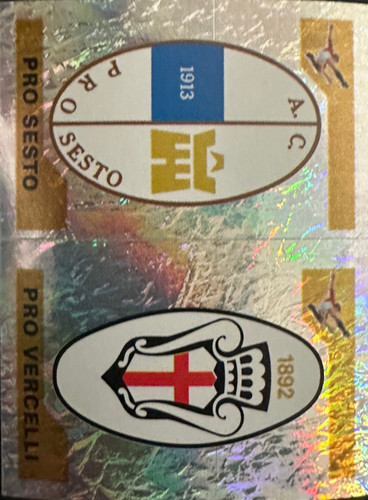 A. C.
1913
PRO SESTO
PRO SESTO
1892
PRO VERCELLI